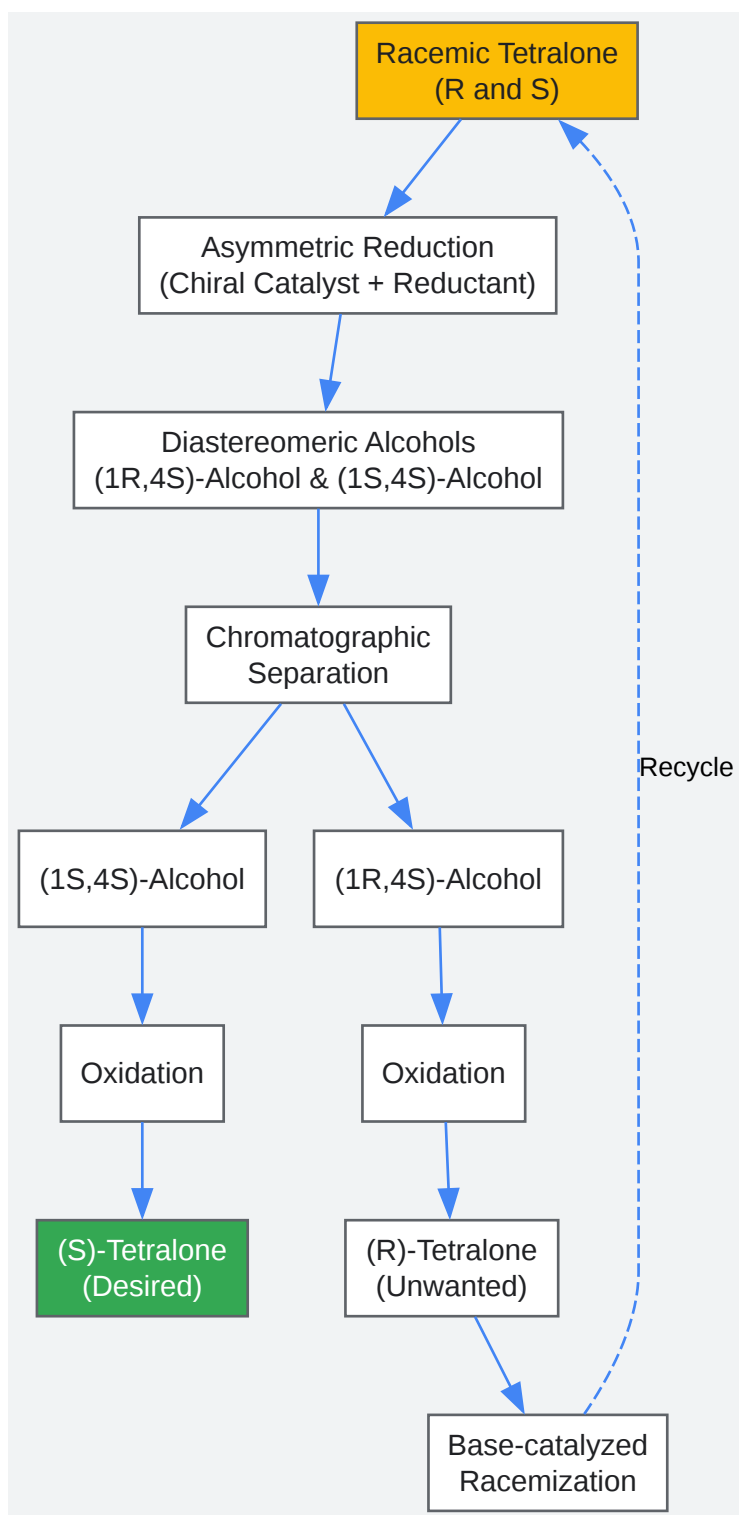 Racemic Tetralone
(R and S)
Asymmetric Reduction
(Chiral Catalyst + Reductant)
Diastereomeric Alcohols
(1R,4S)-Alcohol & (1S,4S)-Alcohol
Chromatographic
Separation
Recycle
(1S,4S)-Alcohol
(1R,4S)-Alcohol
Oxidation
Oxidation
(S)-Tetralone
(Desired)
(R)-Tetralone
(Unwanted)
Base-catalyzed
Racemization